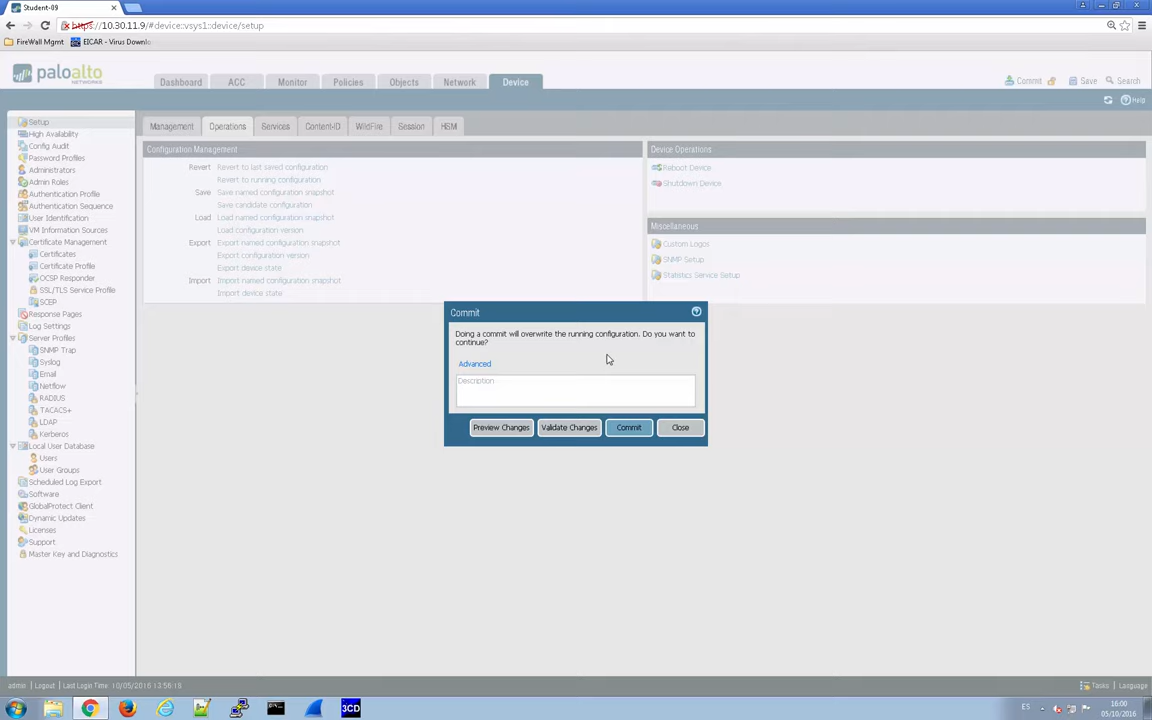 Student-09
https://10.30.11.9/#device::vsys1::device/setup
FireWall Mgmt
EICAR - Virus Downlo
paloalto
NETWORKS
Dashboard
ACC
Monitor
Policies
Objects
Network
Device
Commit
Save
Search
Help
Setup
High Availability
Config Audit
Password Profiles
Administrators
Admin Roles
Authentication Profile
Authentication Sequence
User Identification
VM Information Sources
Certificate Management
Certificates
Certificate Profile
OCSP Responder
SSL/TLS Service Profile
SCEP
Response Pages
Log Settings
Server Profiles
SNMP Trap
Syslog
Email
Netflow
RADIUS
TACACS+
LDAP
Kerberos
Local User Database
Users
User Groups
Scheduled Log Export
Software
GlobalProtect Client
Dynamic Updates
Licenses
Support
Master Key and Diagnostics
Management
Operations
Services
Content-ID
WildFire
Session
HSM
Configuration Management
Revert Revert to last saved configuration
Revert to running configuration
Save Save named configuration snapshot
Save candidate configuration
Load Load named configuration snapshot
Load configuration version
Export Export named configuration snapshot
Export configuration version
Export device state
Import Import named configuration snapshot
Import device state
Device Operations
Reboot Device
Shutdown Device
Miscellaneous
Custom Logos
SNMP Setup
Statistics Service Setup
Commit
Doing a commit will overwrite the running configuration. Do you want to
continue?
Advanced
Description
Preview Changes
Validate Changes
Commit
Close
admin | Logout | Last Login Time: 10/05/2016 13:56:18
Tasks | Language
3CD
ES
16:00
05/10/2016